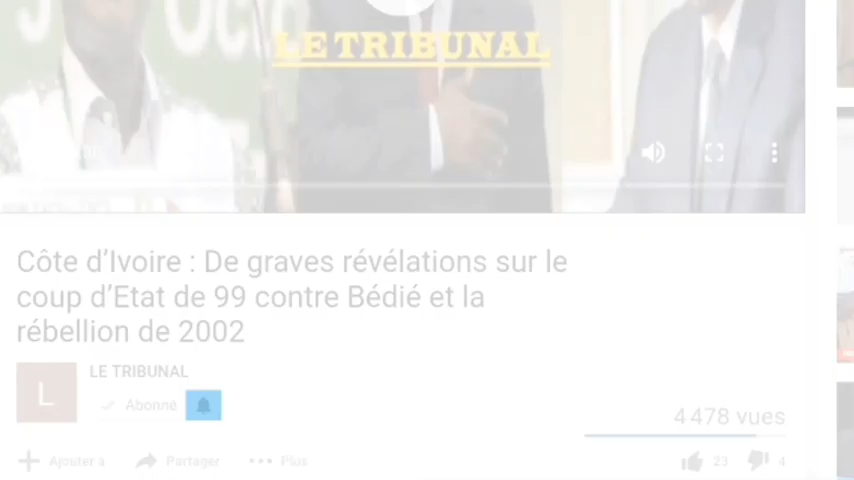 LE TRIBUNAL
Côte d’Ivoire : De graves révélations sur le
coup d’Etat de 99 contre Bédié et la
rébellion de 2002
L
LE TRIBUNAL
Abonné
4 478 vues
Ajouter à
Partager
Plus
23
4